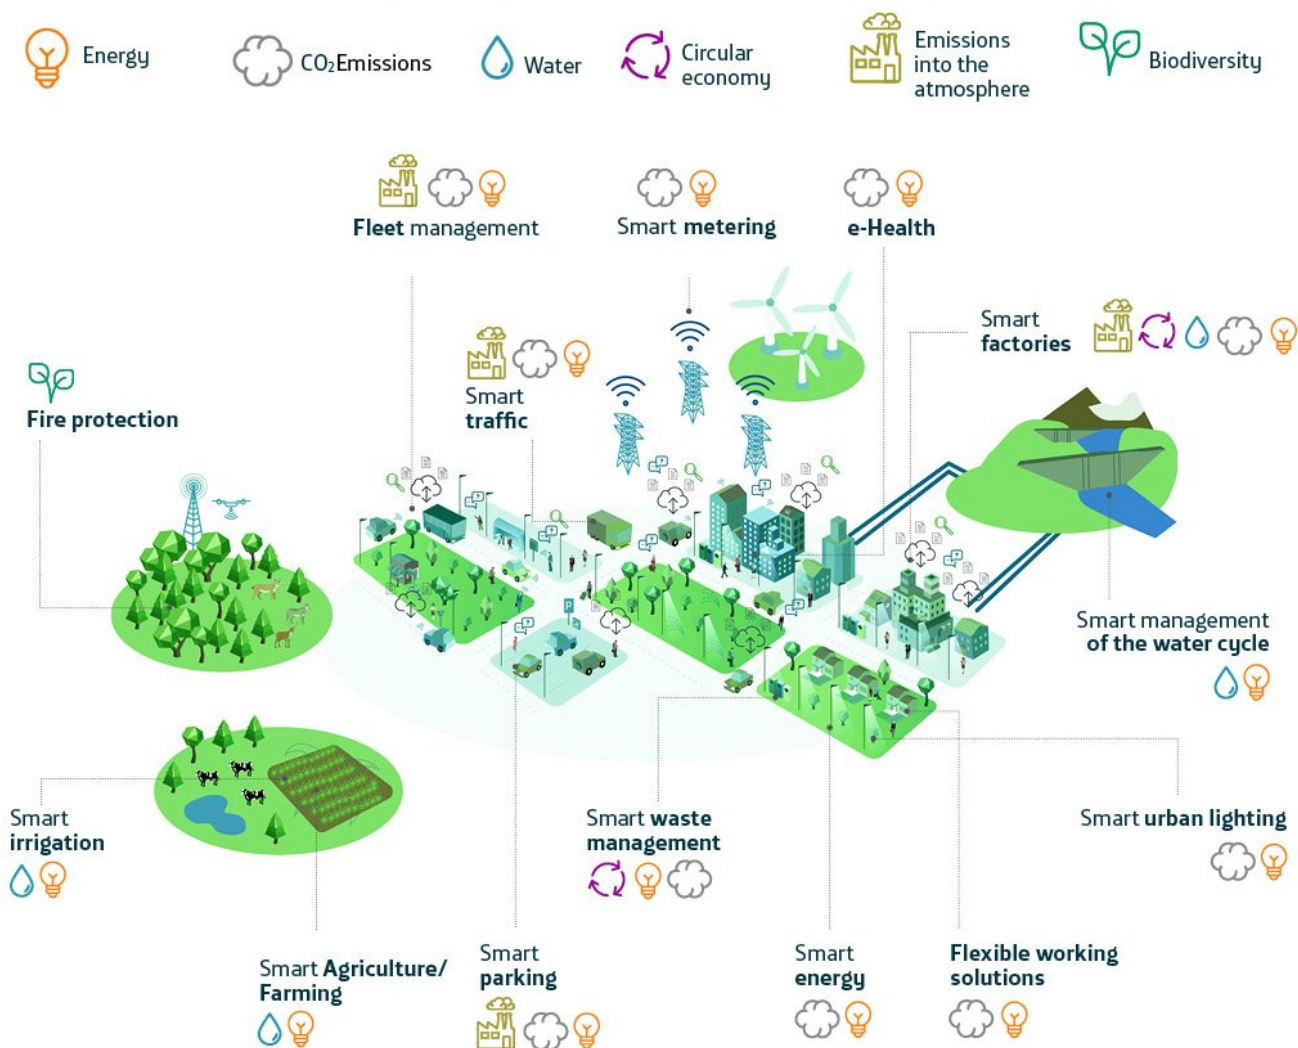 Energy
CO₂Emissions
Water
Circular
economy
Emissions
into the
atmosphere
Biodiversity
Fleet management
Smart metering
e-Health
Smart
factories
Smart
traffic
Fire protection
P
Smart management
of the water cycle
Smart
irrigation
Smart waste
management
Smart urban lighting
Smart Agriculture/
Farming
Smart
parking
Smart
energy
Flexible working
solutions